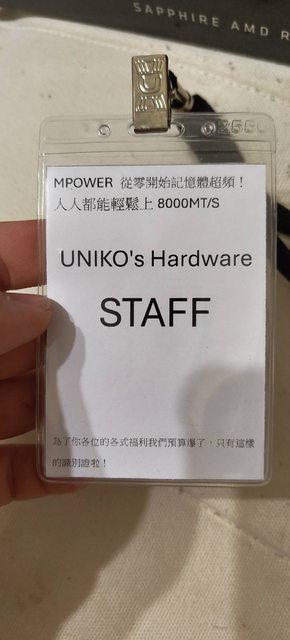 SAPPHIRE AMD R
2650
MPOWER 從零開始記憶體超頻！
人人都能輕鬆上 8000MT/S
UNIKO's Hardware
STAFF
為了你各位的各式福利我們預算爆了，只有這樣
的識別證啦！